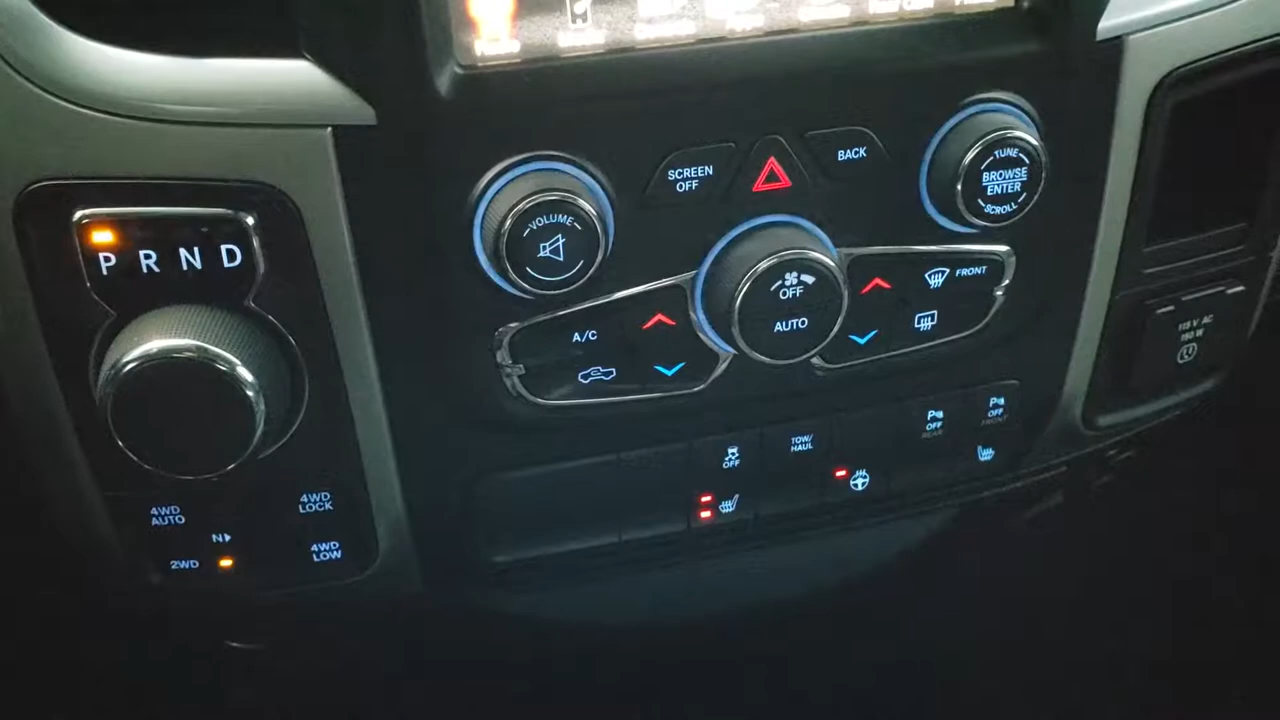 SCREEN
OFF
BACK
TUNE
BROWSE
ENTER
SCROLL
VOLUME
P R N D
OFF
AUTO
FRONT
A/C
115 V AC
150 W
P OFF
REAR
P OFF
FRONT
TOW/
HAUL
OFF
4WD
AUTO
4WD
LOCK
N
2WD
4WD
LOW